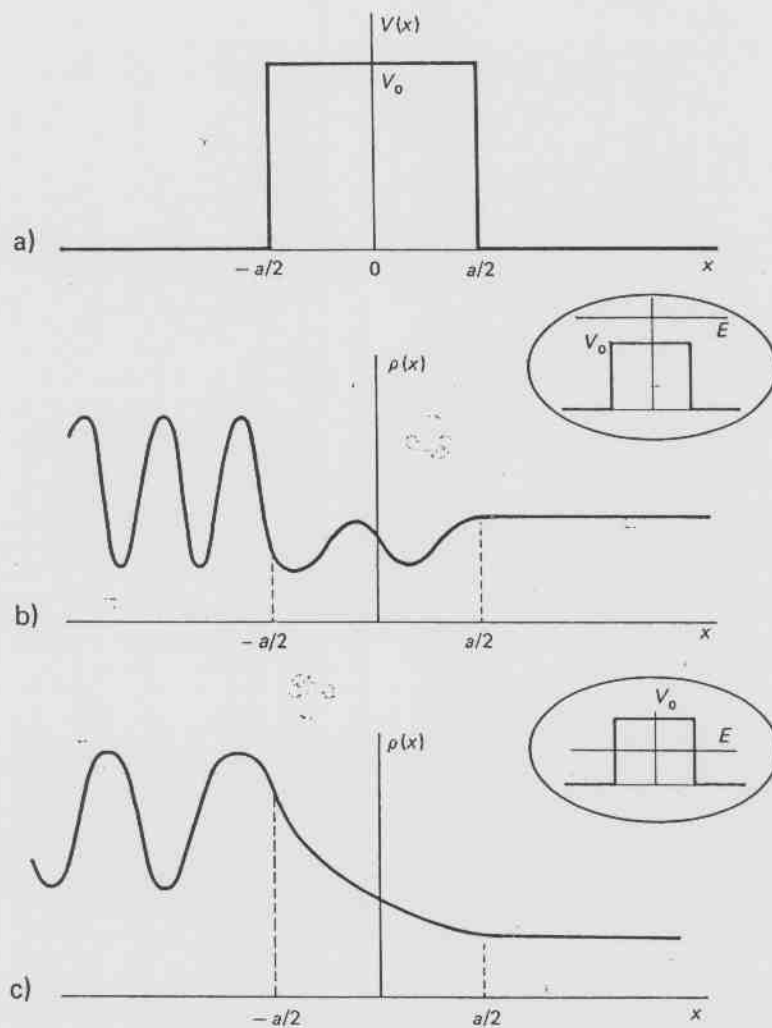 V(x)
V₀
a)
− a/2 0 a/2 x
V₀ E
ρ(x)
b)
− a/2 a/2 x
V₀
E
ρ(x)
c)
− a/2 a/2 x